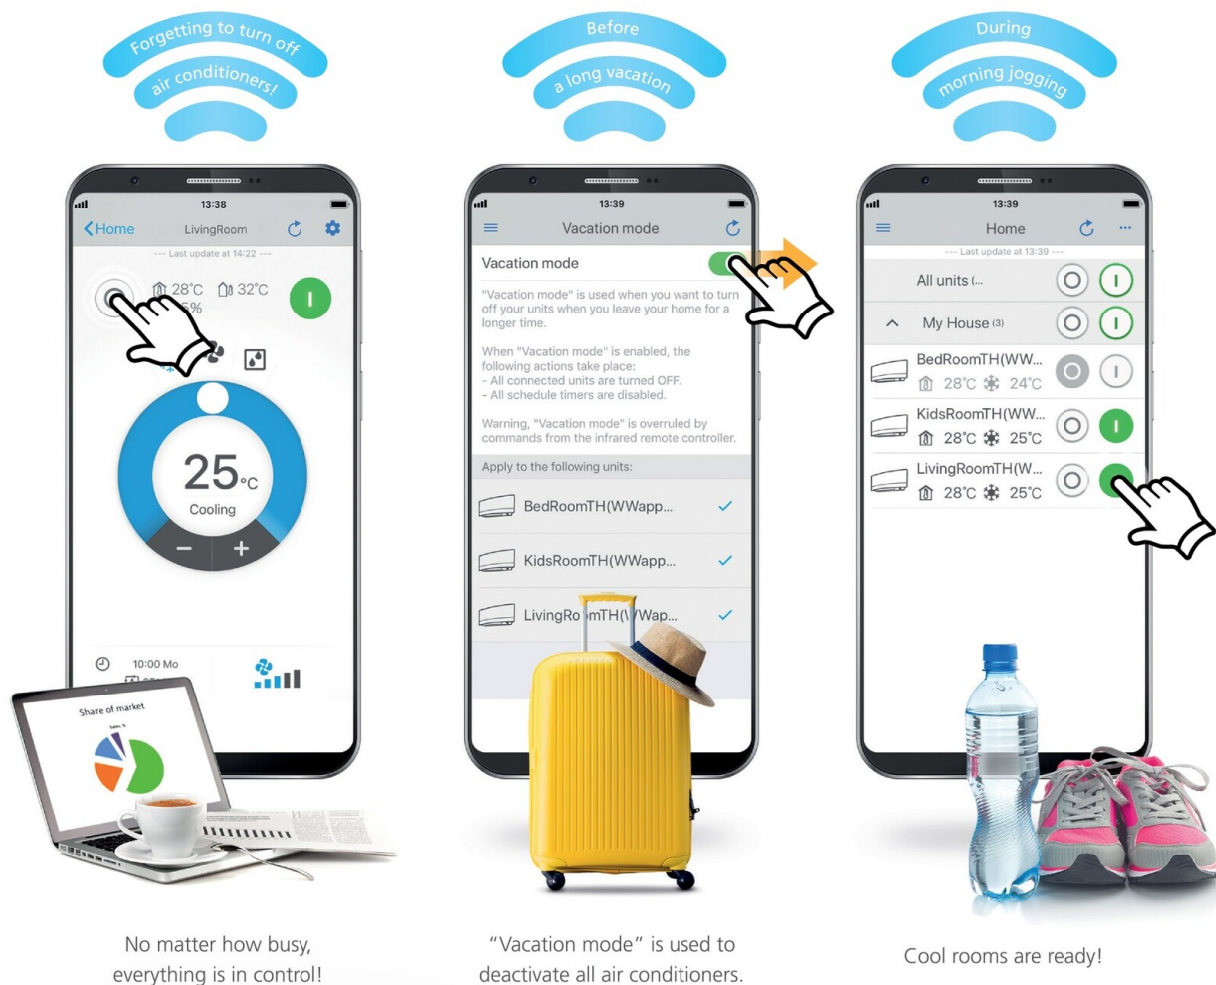 Forgetting to turn off
air conditioners!
13:38
Home
LivingRoom
--- Last update at 14:22 ---
28°C
32°C
5%
25°C
Cooling
10:00 Mo
Share of market
No matter how busy,
everything is in control!
Before
a long vacation
13:39
Vacation mode
Vacation mode
"Vacation mode" is used when you want to turn
off your units when you leave your home for a
longer time.
When "Vacation mode" is enabled, the
following actions take place:
- All connected units are turned OFF.
- All schedule timers are disabled.
Warning, "Vacation mode" is overruled by
commands from the infrared remote controller.
Apply to the following units:
BedRoomTH(WWapp...
KidsRoomTH(WWapp...
LivingRoomTH(WWap...
“Vacation mode” is used to
deactivate all air conditioners.
During
morning jogging
13:39
Home
--- Last update at 13:39 ---
All units (...
My House (3)
BedRoomTH(WW...
28°C 24°C
KidsRoomTH(WW...
28°C 25°C
LivingRoomTH(W...
28°C 25°C
Cool rooms are ready!